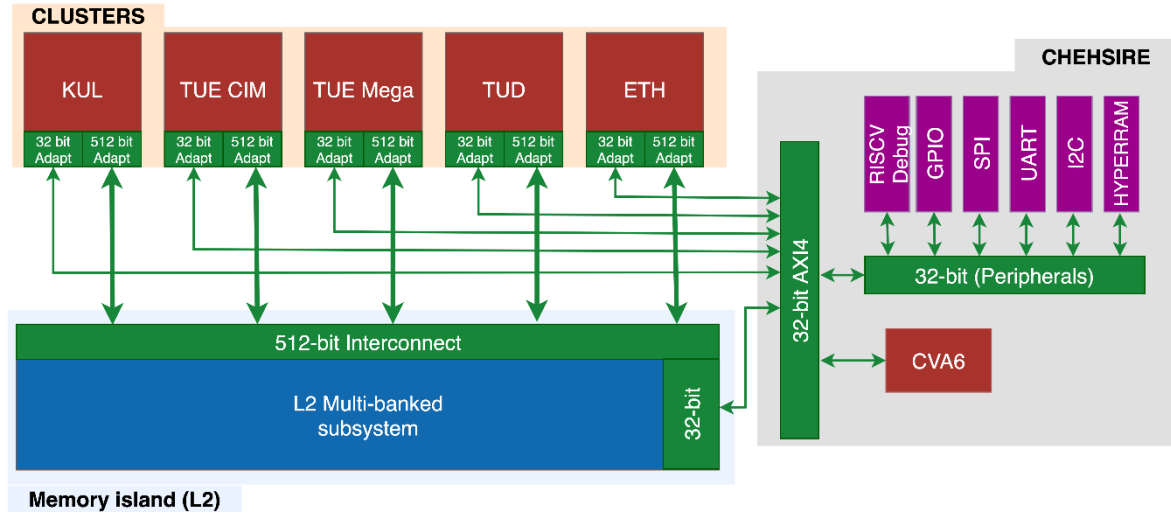 CLUSTERS
KUL
TUE CIM
TUE Mega
TUD
ETH
32 bit
Adapt
512 bit
Adapt
32 bit
Adapt
512 bit
Adapt
32 bit
Adapt
512 bit
Adapt
32 bit
Adapt
512 bit
Adapt
32 bit
Adapt
512 bit
Adapt
CHEHSIRE
RISCV
Debug
GPIO
SPI
UART
I2C
HYPERRAM
32-bit (Peripherals)
32-bit AXI4
CVA6
512-bit Interconnect
L2 Multi-banked
subsystem
32-bit
Memory island (L2)